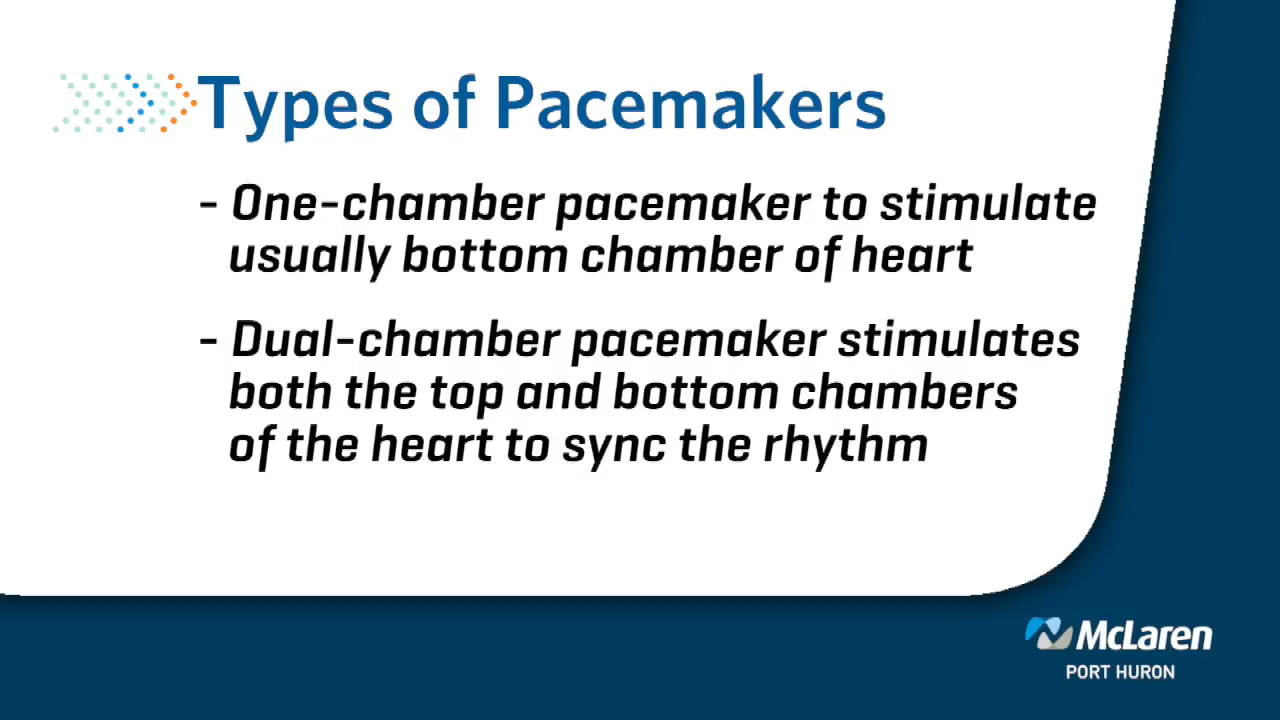 Types of Pacemakers
- One-chamber pacemaker to stimulate
usually bottom chamber of heart
- Dual-chamber pacemaker stimulates
both the top and bottom chambers
of the heart to sync the rhythm
McLaren
PORT HURON